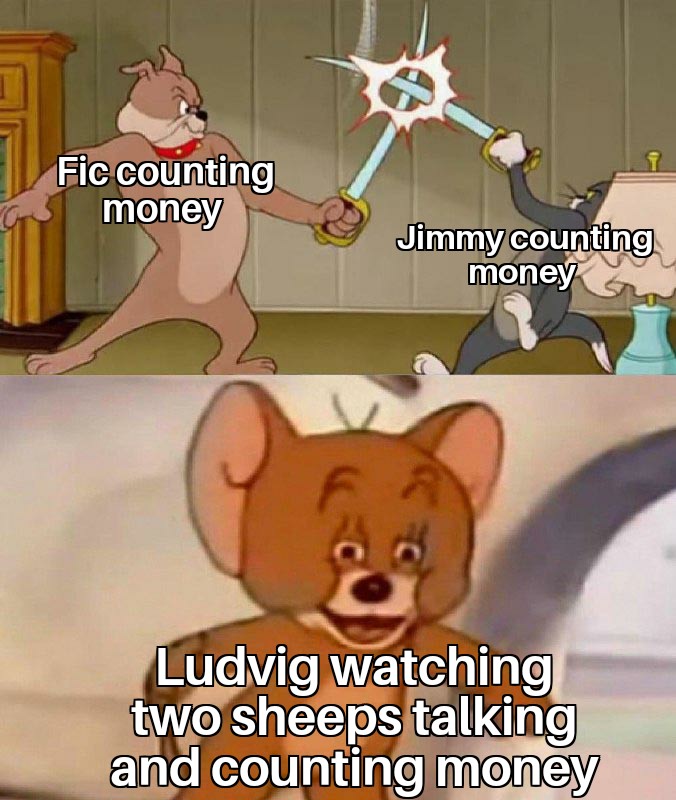 Fic counting
money
Jimmy counting
money
Ludvig watching
two sheeps talking
and counting money